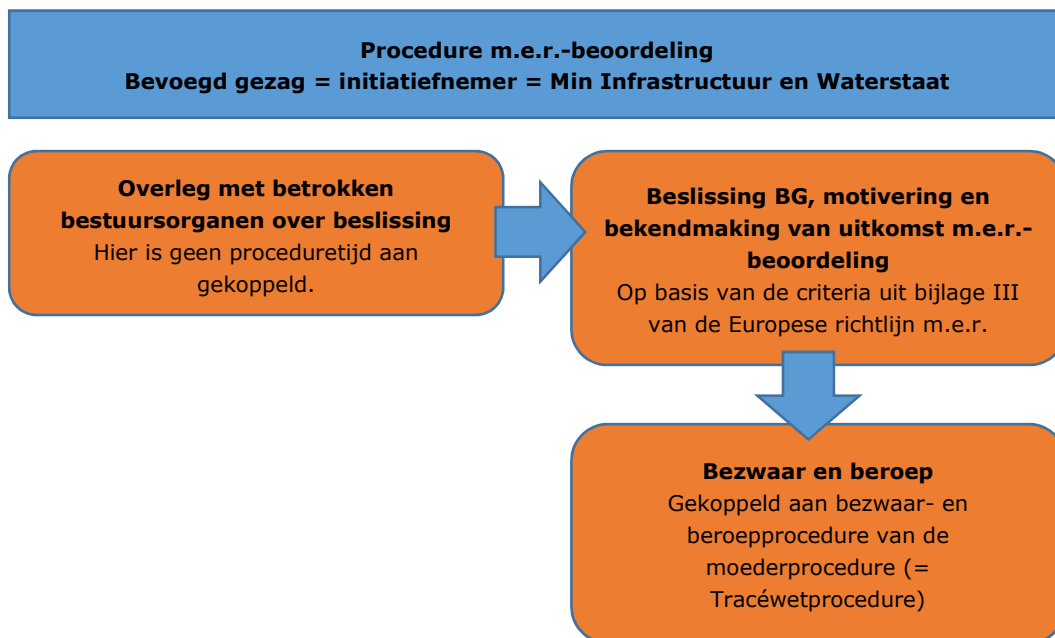 Procedure m.e.r.-beoordeling
Bevoegd gezag = initiatiefnemer = Min Infrastructuur en Waterstaat
Overleg met betrokken
bestuursorganen over beslissing
Hier is geen proceduretijd aan
gekoppeld.
Beslissing BG, motivering en
bekendmaking van uitkomst m.e.r.-
beoordeling
Op basis van de criteria uit bijlage III
van de Europese richtlijn m.e.r.
Bezwaar en beroep
Gekoppeld aan bezwaar- en
beroepprocedure van de
moederprocedure (=
Tracéwetprocedure)